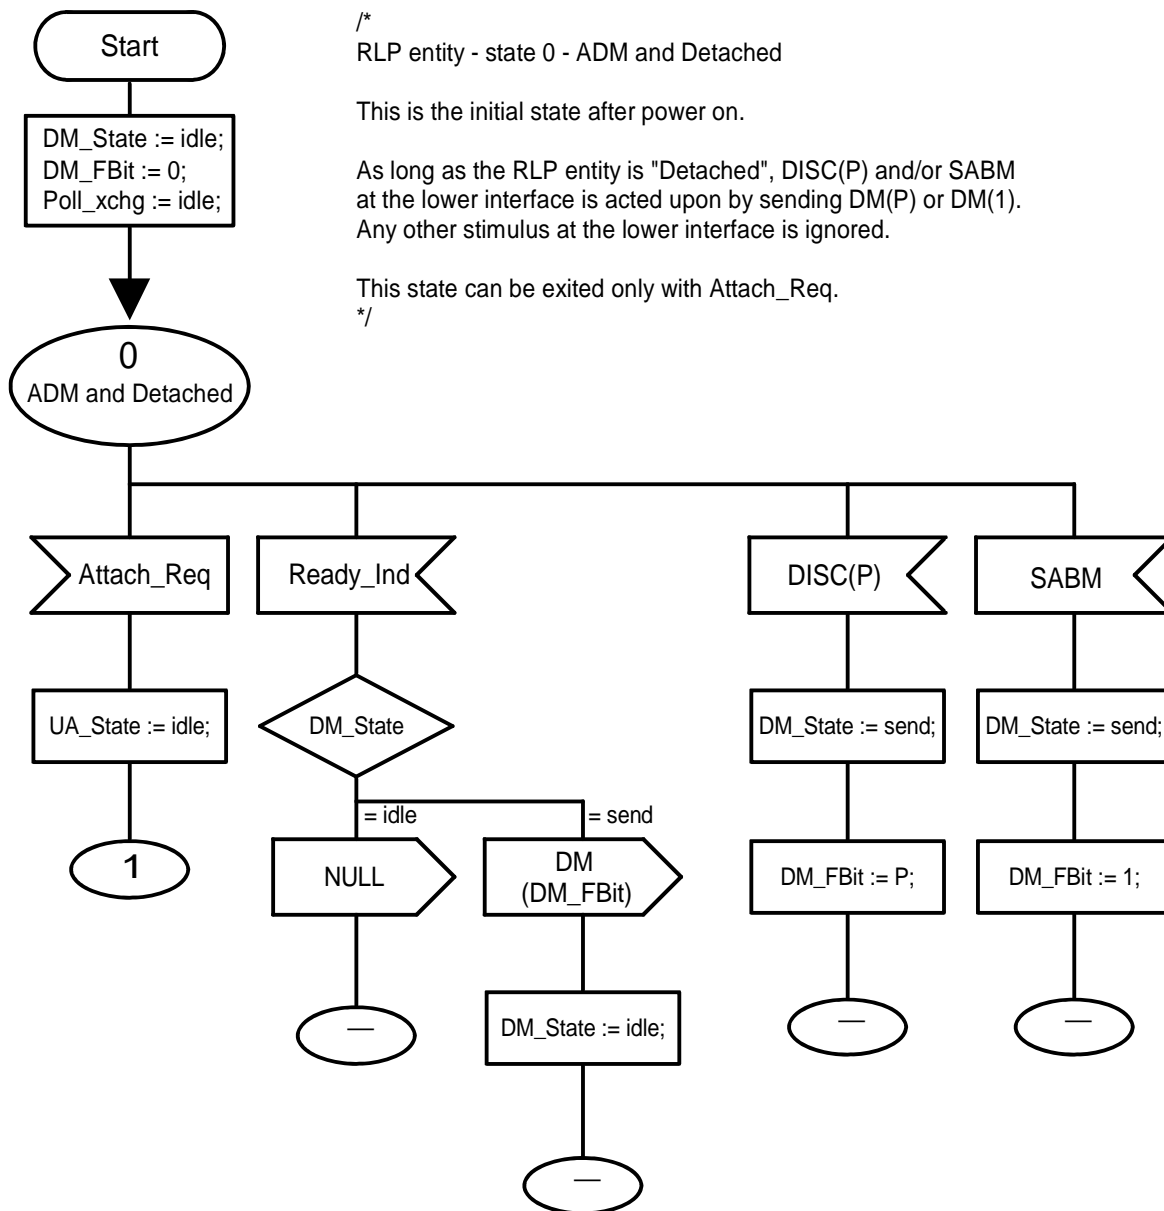 Start
/*
RLP entity - state 0 - ADM and Detached
This is the initial state after power on.
As long as the RLP entity is "Detached", DISC(P) and/or SABM
at the lower interface is acted upon by sending DM(P) or DM(1).
Any other stimulus at the lower interface is ignored.
This state can be exited only with Attach_Req.
*/
DM_State := idle;
DM_FBit := 0;
Poll_xchg := idle;
0
ADM and Detached
Attach_Req
Ready_Ind
DISC(P)
SABM
UA_State := idle;
DM_State
DM_State := send;
DM_State := send;
= idle
= send
1
NULL
DM
(DM_FBit)
DM_FBit := P;
DM_FBit := 1;
—
DM_State := idle;
—
—
—